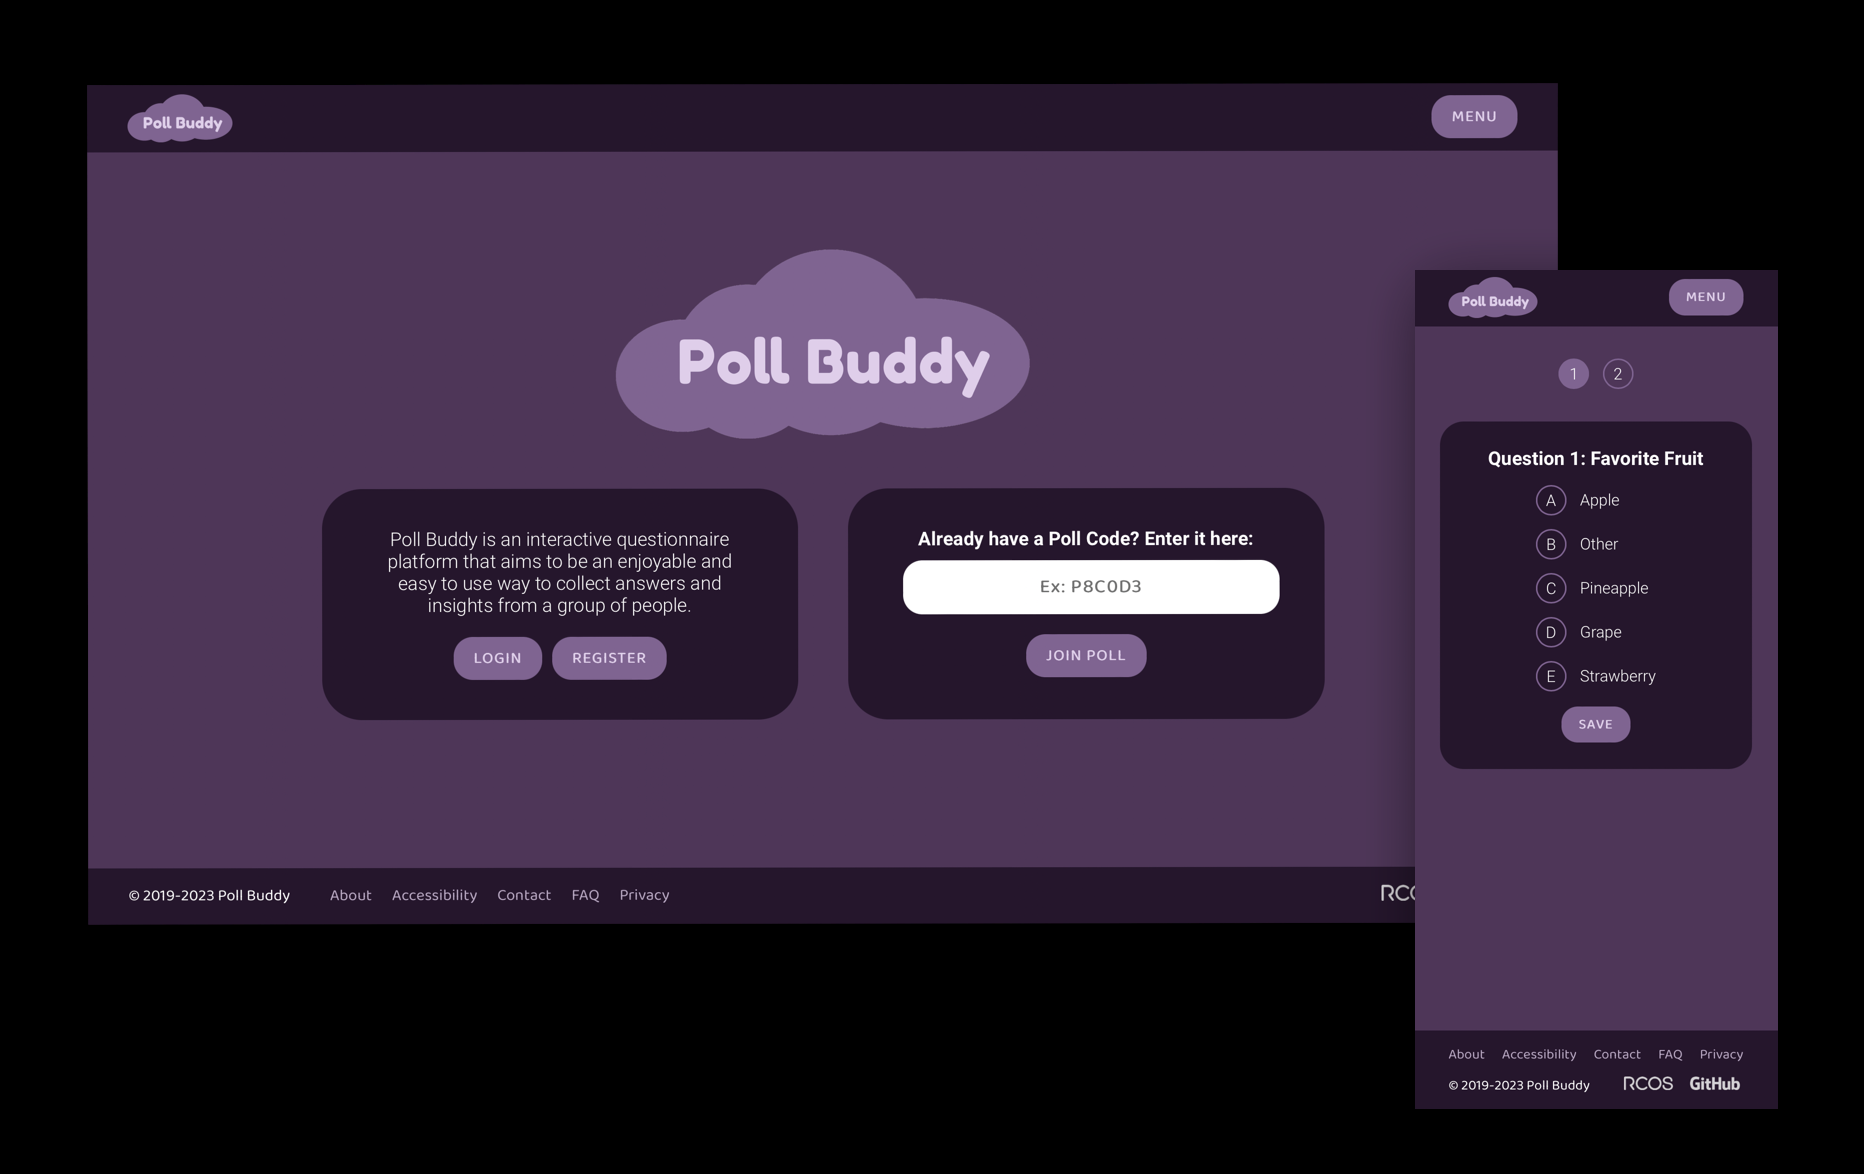 Poll Buddy
MENU
Poll Buddy
Poll Buddy is an interactive questionnaire
platform that aims to be an enjoyable and
easy to use way to collect answers and
insights from a group of people.
LOGIN REGISTER
Already have a Poll Code? Enter it here:
Ex: P8C0D3
JOIN POLL
© 2019-2023 Poll Buddy About Accessibility Contact FAQ Privacy
Poll Buddy MENU
1 2
Question 1: Favorite Fruit
A Apple
B Other
C Pineapple
D Grape
E Strawberry
SAVE
About Accessibility Contact FAQ Privacy
© 2019-2023 Poll Buddy RCOS GitHub